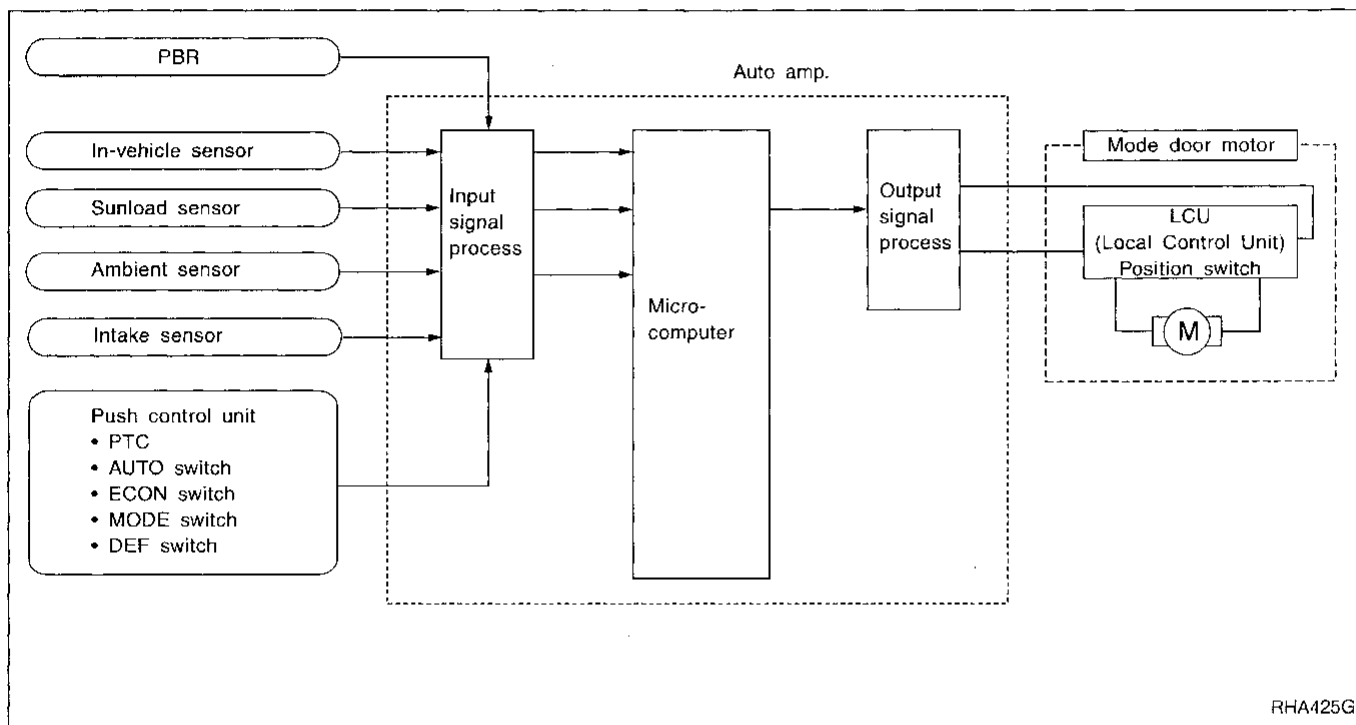 PBR
Auto amp.
In-vehicle sensor
Sunload sensor
Ambient sensor
Intake sensor
Push control unit
• PTC
• AUTO switch
• ECON switch
• MODE switch
• DEF switch
Input
signal
process
Micro-
computer
Output
signal
process
Mode door motor
LCU
(Local Control Unit)
Position switch
M
RHA425G